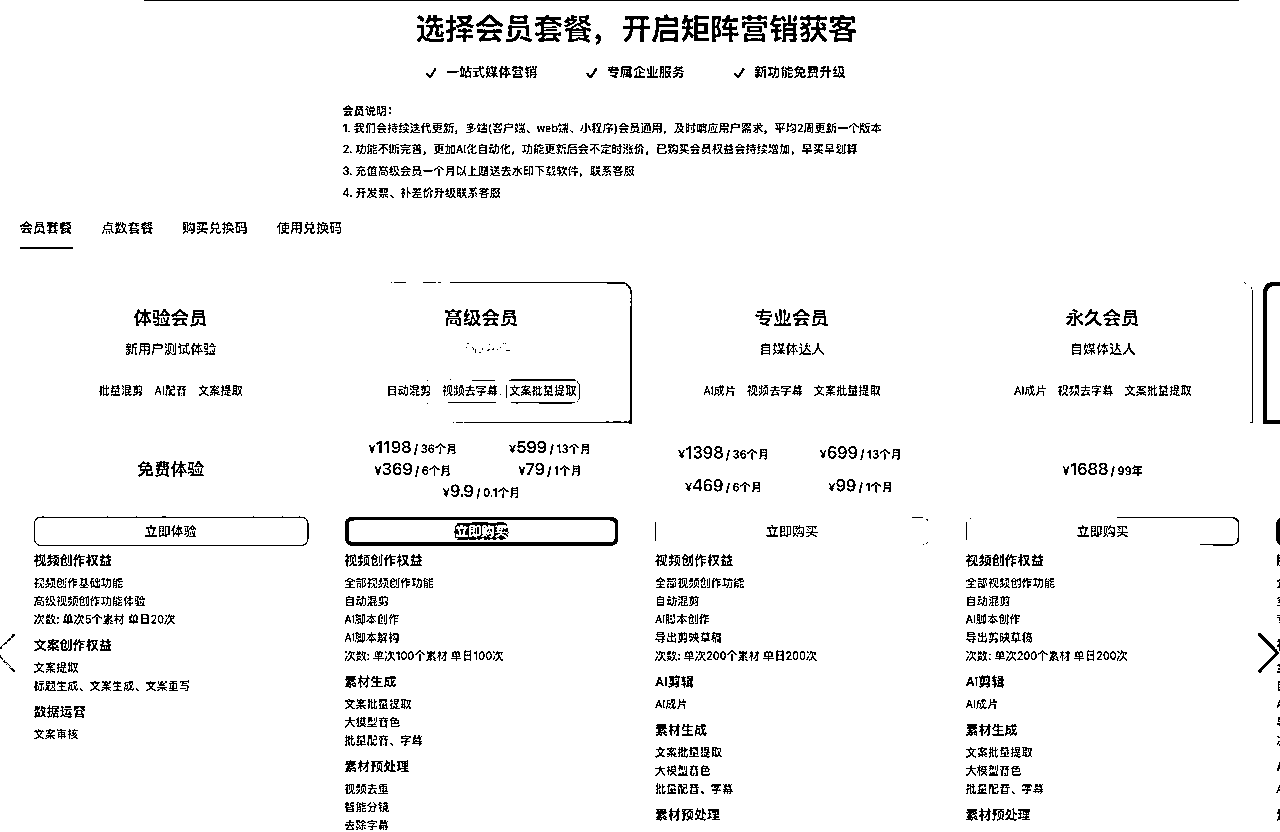 选择会员套餐，开启矩阵营销获客
✓ 一站式媒体营销 ✓ 专属企业服务 ✓ 新功能免费升级
会员说明：
1. 我们会持续迭代更新，多端(客户端、web端、小程序)会员通用，及时响应用户需求，平均2周更新一个版本
2. 功能不断完善，更加AI化自动化，功能更新后会不定时涨价，已购买会员权益会持续增加，早买早划算
3. 充值高级会员一个月以上赠送去水印下载软件，联系客服
4. 开发票、补差价升级联系客服
会员套餐 点数套餐 购买兑换码 使用兑换码
体验会员
新用户测试体验
批量混剪 AI配音 文案提取
免费体验
立即体验
视频创作权益
视频创作基础功能
高级视频创作功能体验
次数: 单次5个素材 单日20次
文案创作权益
文案提取
标题生成、文案生成、文案重写
数据运营
文案审核
高级会员
自动混剪 视频去字幕 文案批量提取
¥1198 / 36个月 ¥599 / 13个月
¥369 / 6个月 ¥79 / 1个月
¥9.9 / 0.1个月
立即购买
视频创作权益
全部视频创作功能
自动混剪
AI脚本创作
AI脚本解构
次数: 单次100个素材 单日100次
素材生成
文案批量提取
大模型音色
批量配音、字幕
素材预处理
视频去重
智能分镜
去除字幕
专业会员
自媒体达人
AI成片 视频去字幕 文案批量提取
¥1398 / 36个月 ¥699 / 13个月
¥469 / 6个月 ¥99 / 1个月
立即购买
视频创作权益
全部视频创作功能
自动混剪
AI脚本创作
导出剪映草稿
次数: 单次200个素材 单日200次
AI剪辑
AI成片
素材生成
文案批量提取
大模型音色
批量配音、字幕
素材预处理
永久会员
自媒体达人
AI成片 视频去字幕 文案批量提取
¥1688 / 99年
立即购买
视频创作权益
全部视频创作功能
自动混剪
AI脚本创作
导出剪映草稿
次数: 单次200个素材 单日200次
AI剪辑
AI成片
素材生成
文案批量提取
大模型音色
批量配音、字幕
素材预处理